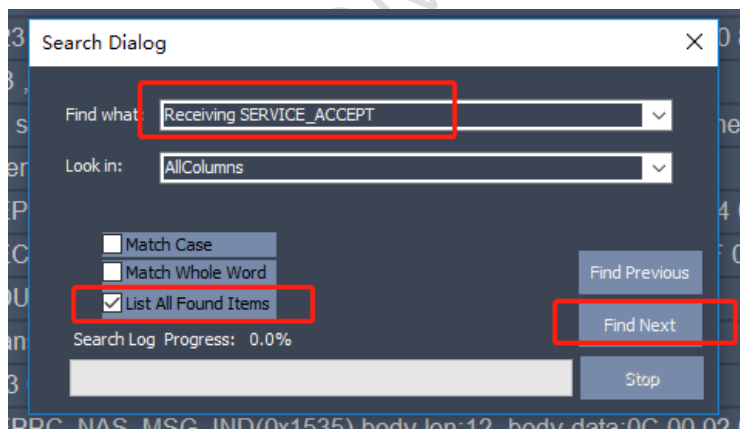 Search Dialog
Find what: Receiving SERVICE_ACCEPT
Look in: AllColumns
Match Case
Match Whole Word
Find Previous
List All Found Items
Find Next
Search Log Progress: 0.0%
Stop
NAS_MSG_IND(0x1535) body len:12, body data:0C 00 02